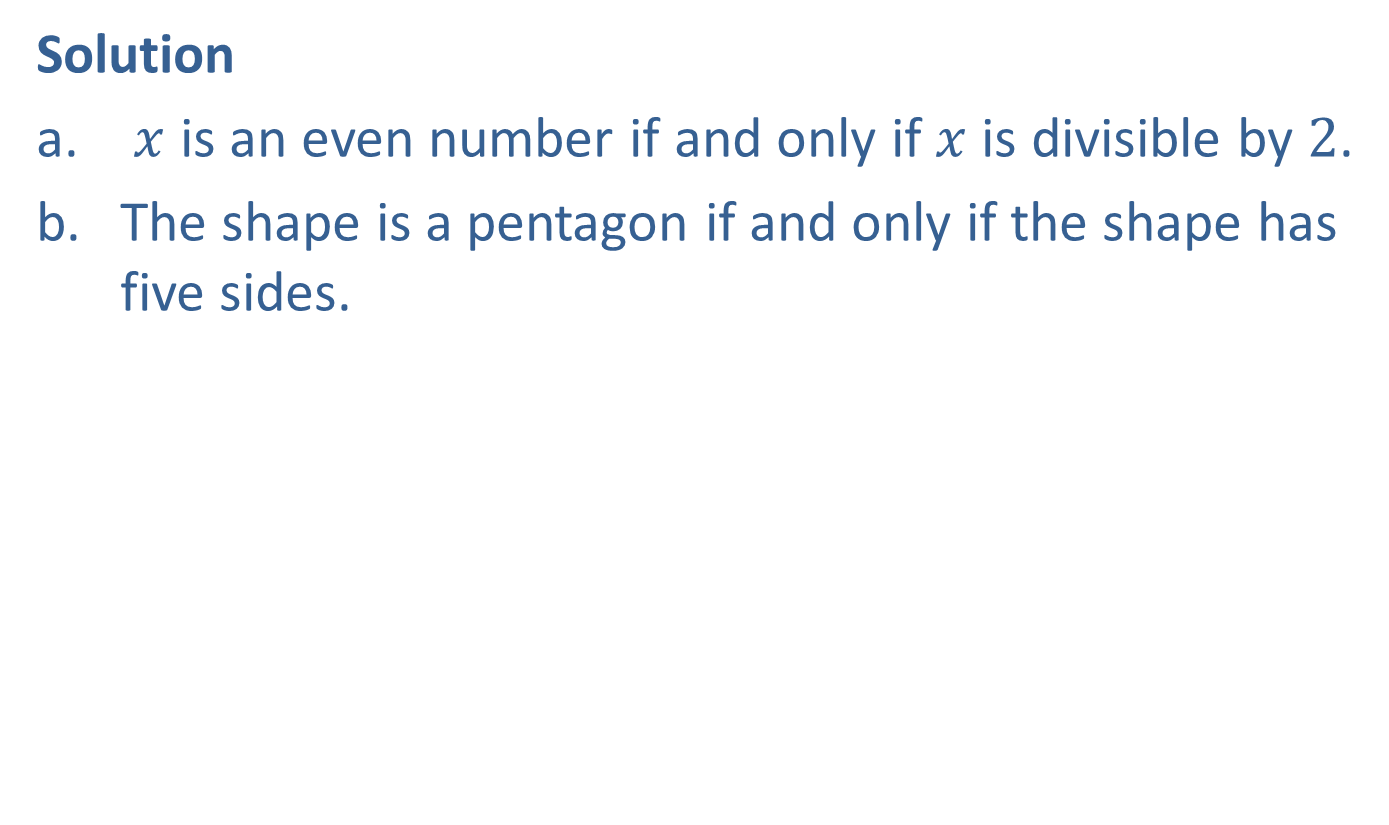 Solution
a. x is an even number if and only if x is divisible by 2.
b. The shape is a pentagon if and only if the shape has
five sides.